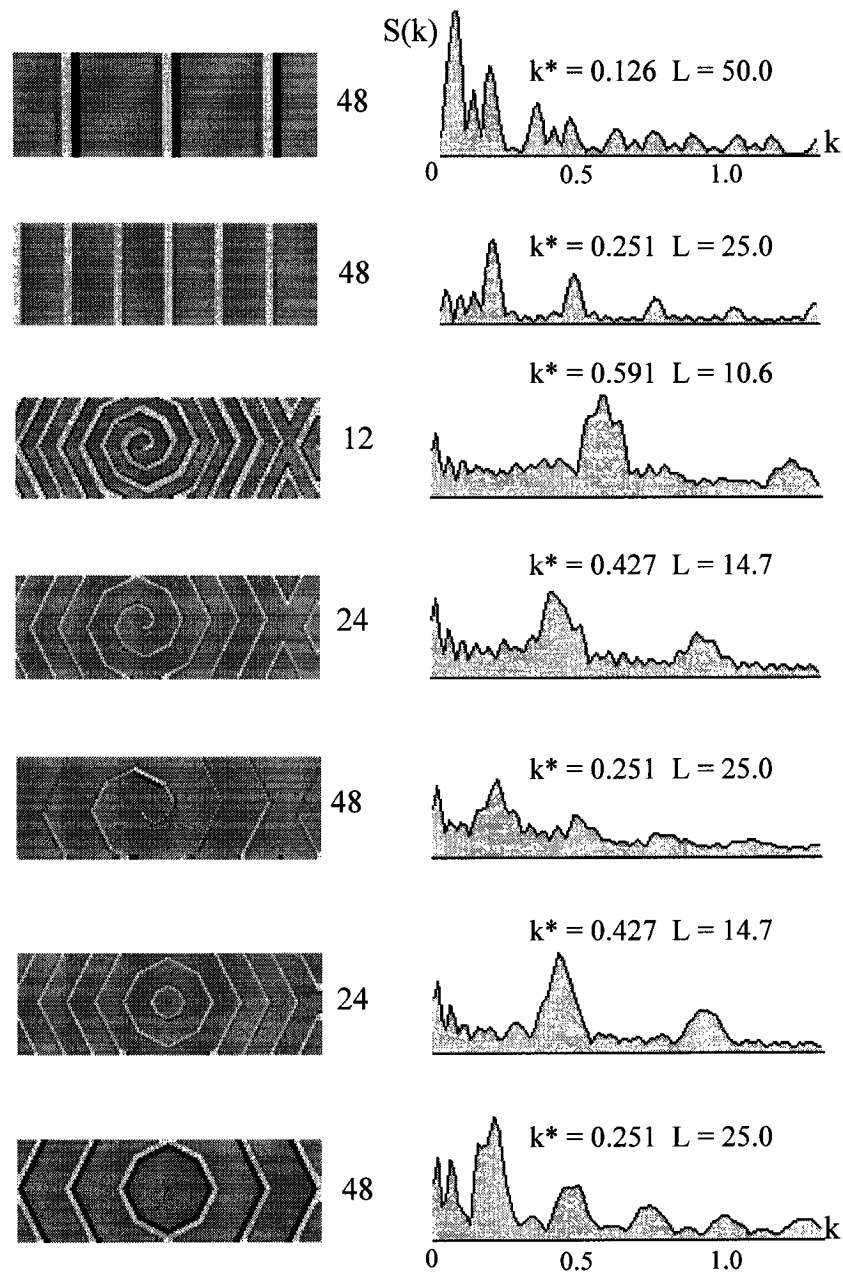 S(k)
48
k* = 0.126 L = 50.0
k
0 0.5 1.0
48
k* = 0.251 L = 25.0
12
k* = 0.591 L = 10.6
24
k* = 0.427 L = 14.7
48
k* = 0.251 L = 25.0
24
k* = 0.427 L = 14.7
48
k* = 0.251 L = 25.0
k
0 0.5 1.0